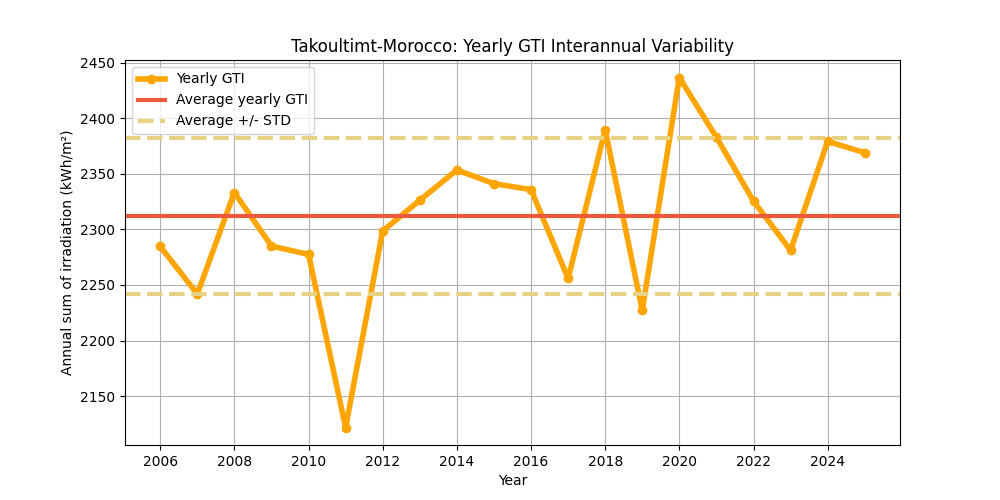 Takoultimt-Morocco: Yearly GTI Interannual Variability
Annual sum of irradiation (kWh/m²)
2450
2400
2350
2300
2250
2200
2150
Yearly GTI
Average yearly GTI
Average +/- STD
2006 2008 2010 2012 2014 2016 2018 2020 2022 2024
Year